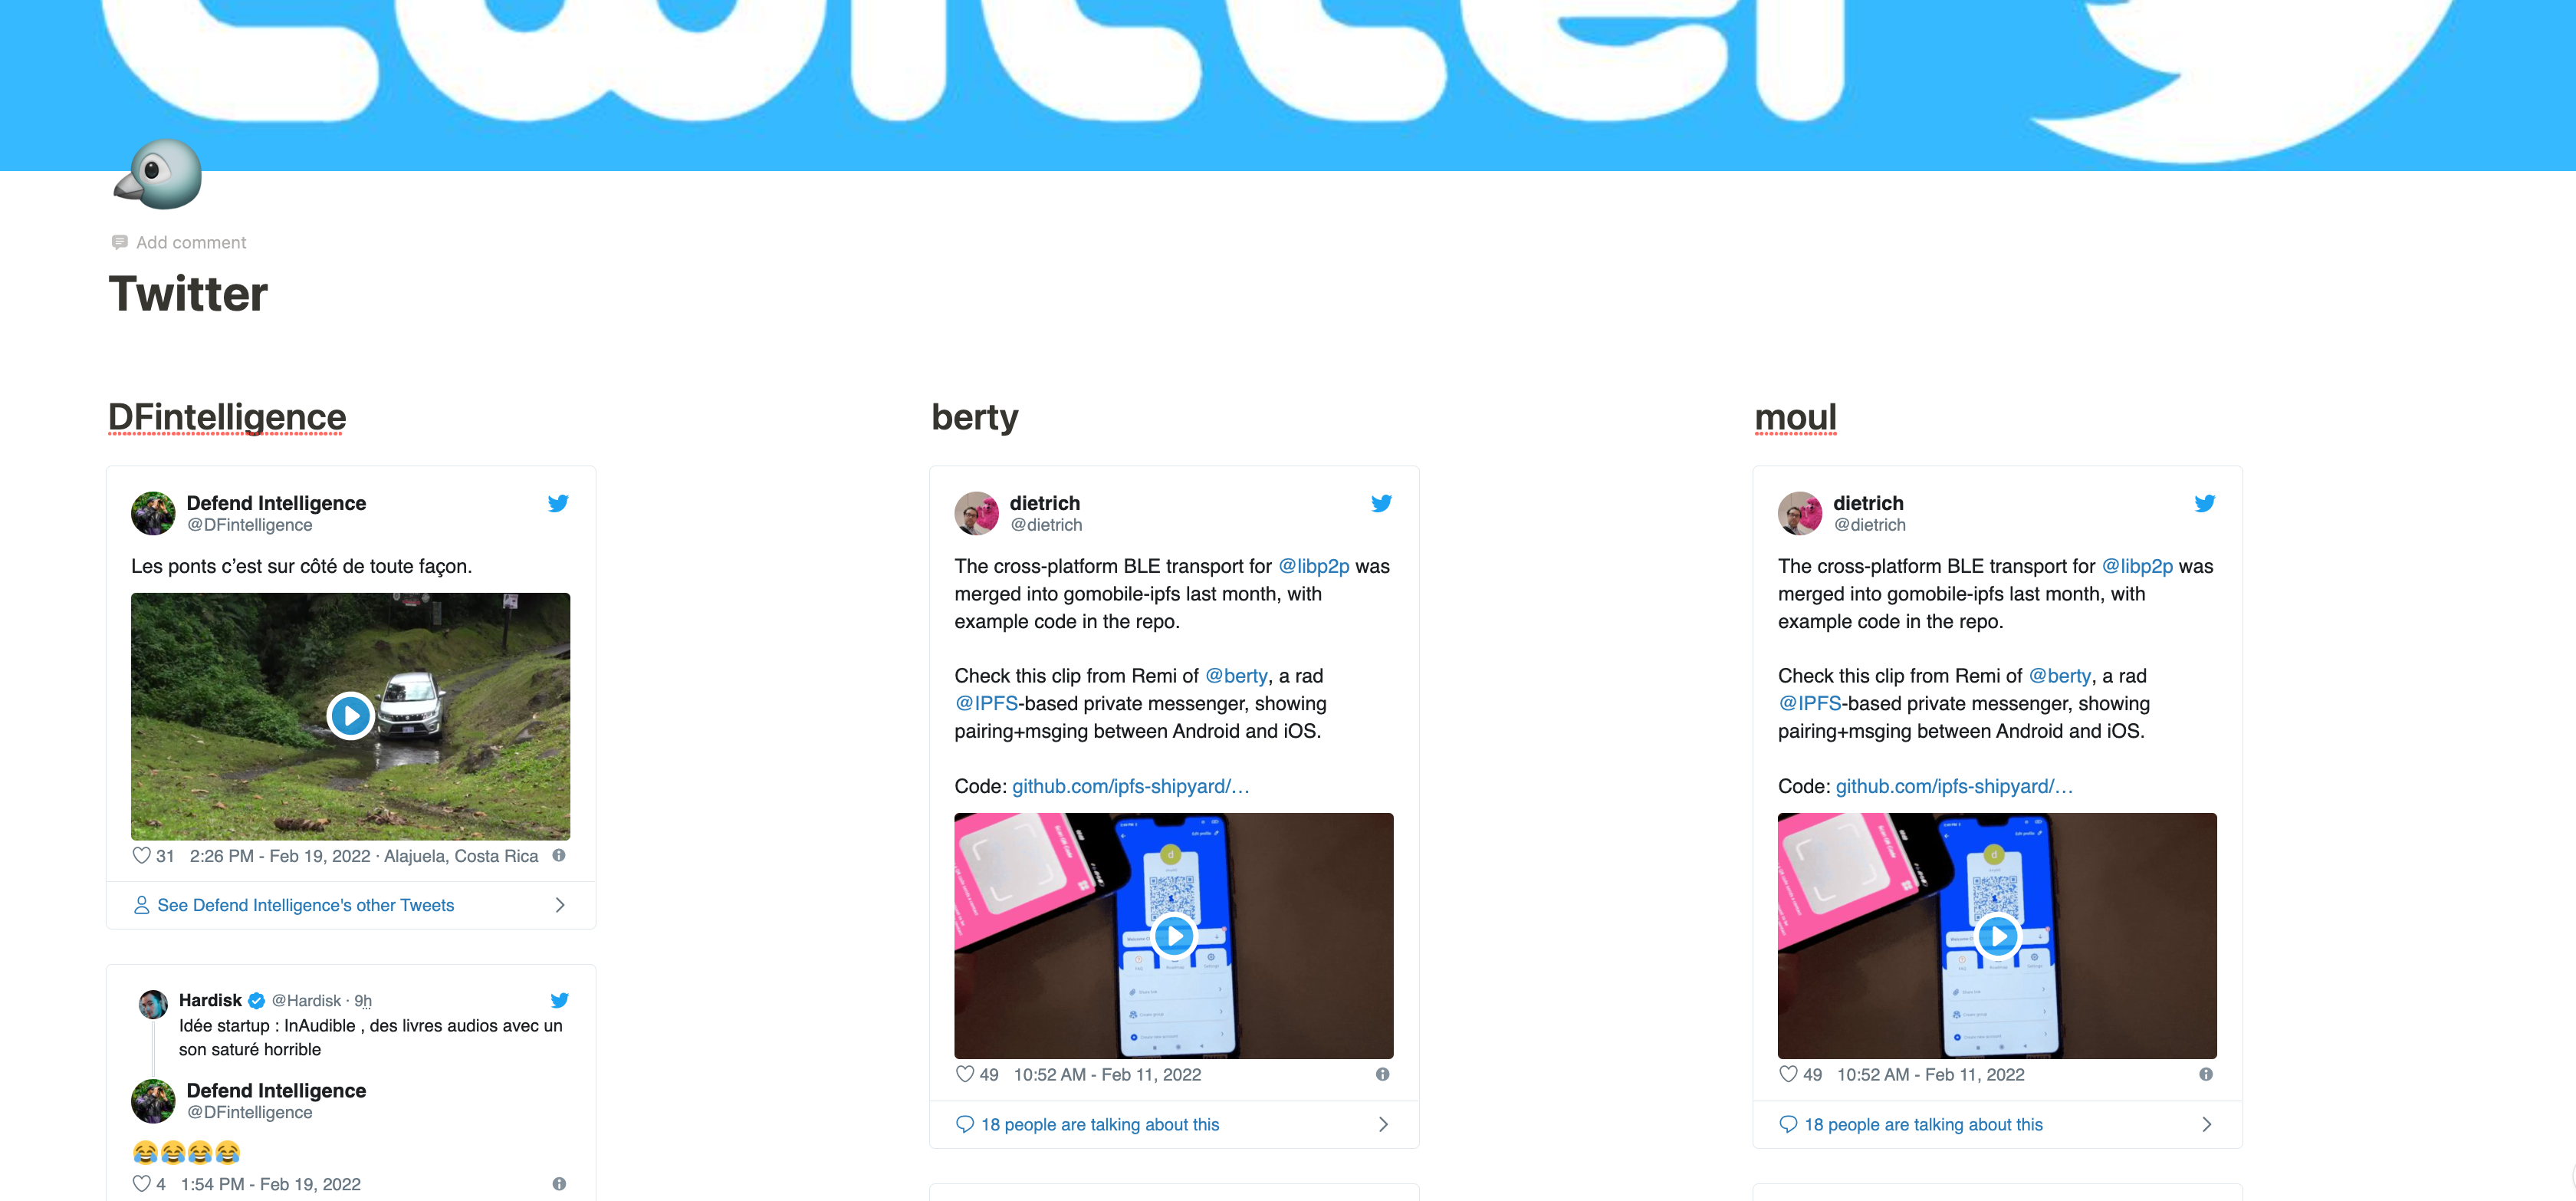 twitter
Add comment
Twitter
DFintelligence
Defend Intelligence
@DFintelligence
Les ponts c’est sur côté de toute façon.
31 2:26 PM - Feb 19, 2022 · Alajuela, Costa Rica
See Defend Intelligence's other Tweets
Hardisk @Hardisk · 9h
Idée startup : InAudible , des livres audios avec un
son saturé horrible
Defend Intelligence
@DFintelligence
😂😂😂😂
4 1:54 PM - Feb 19, 2022
berty
dietrich
@dietrich
The cross-platform BLE transport for @libp2p was
merged into gomobile-ipfs last month, with
example code in the repo.
Check this clip from Remi of @berty, a rad
@IPFS-based private messenger, showing
pairing+msging between Android and iOS.
Code: github.com/ipfs-shipyard/…
49 10:52 AM - Feb 11, 2022
18 people are talking about this
moul
dietrich
@dietrich
The cross-platform BLE transport for @libp2p was
merged into gomobile-ipfs last month, with
example code in the repo.
Check this clip from Remi of @berty, a rad
@IPFS-based private messenger, showing
pairing+msging between Android and iOS.
Code: github.com/ipfs-shipyard/…
49 10:52 AM - Feb 11, 2022
18 people are talking about this